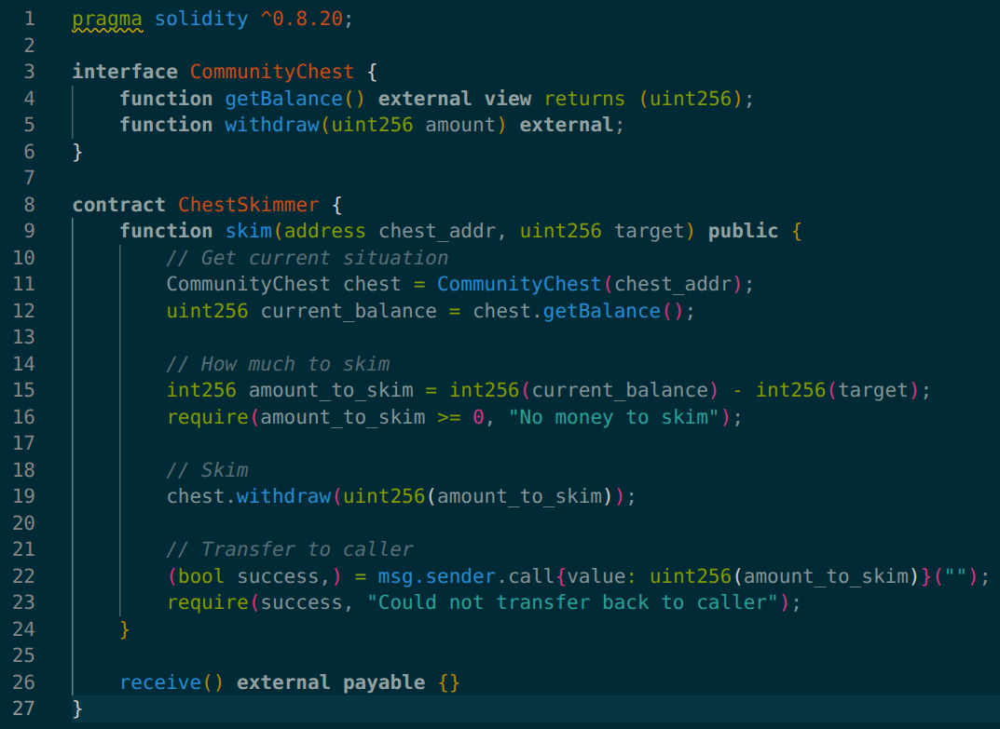 1 pragma solidity ^0.8.20;
2
3 interface CommunityChest {
4     function getBalance() external view returns (uint256);
5     function withdraw(uint256 amount) external;
6 }
7
8 contract ChestSkimmer {
9     function skim(address chest_addr, uint256 target) public {
10         // Get current situation
11         CommunityChest chest = CommunityChest(chest_addr);
12         uint256 current_balance = chest.getBalance();
13
14         // How much to skim
15         int256 amount_to_skim = int256(current_balance) - int256(target);
16         require(amount_to_skim >= 0, "No money to skim");
17
18         // Skim
19         chest.withdraw(uint256(amount_to_skim));
20
21         // Transfer to caller
22         (bool success,) = msg.sender.call{value: uint256(amount_to_skim)}("");
23         require(success, "Could not transfer back to caller");
24     }
25
26     receive() external payable {}
27 }